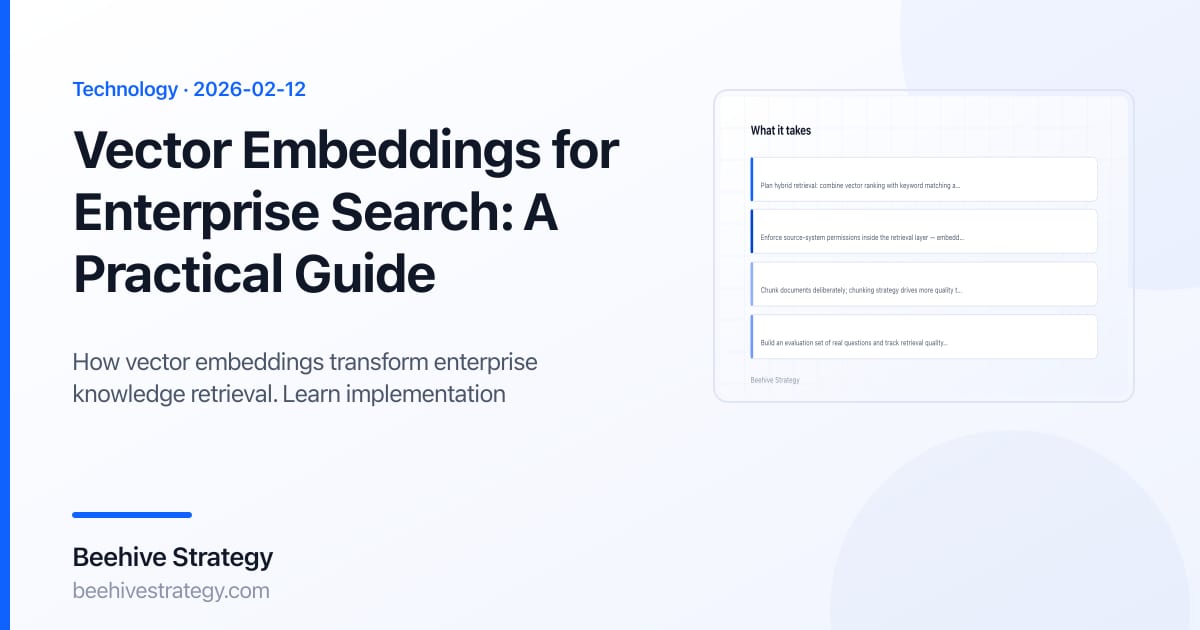 Technology · 2026-02-12
Vector Embeddings for
Enterprise Search: A
Practical Guide
How vector embeddings transform enterprise
knowledge retrieval. Learn implementation
Beehive Strategy
beehivestrategy.com
What it takes
Plan hybrid retrieval: combine vector ranking with keyword matching a...
Enforce source-system permissions inside the retrieval layer — embedd...
Chunk documents deliberately; chunking strategy drives more quality t...
Build an evaluation set of real questions and track retrieval quality...
Beehive Strategy